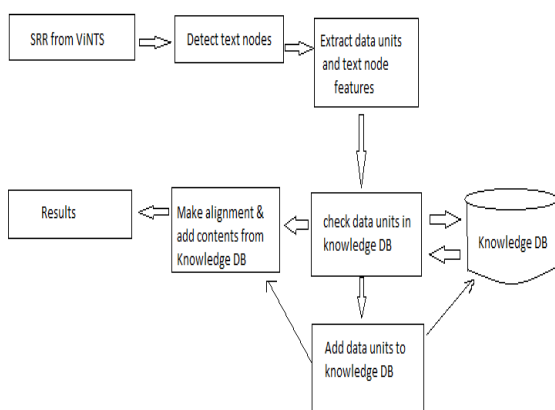 SRR from ViNTS
Detect text nodes
Extract data units
and text node
features
Results
Make alignment &
add contents from
Knowledge DB
check data units in
knowledge DB
Knowledge DB
Add data units to
knowledge DB